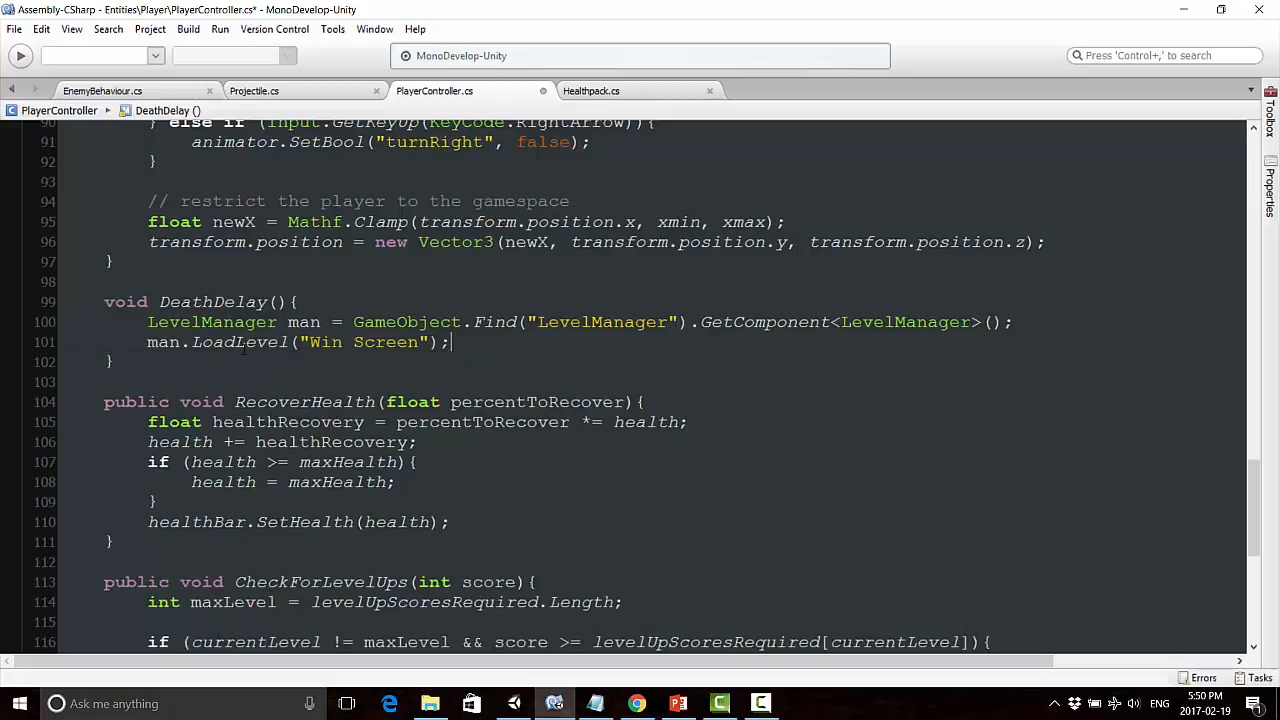 Assembly-CSharp - Entities\Player\PlayerController.cs* - MonoDevelop-Unity
File Edit View Search Project Build Run Version Control Tools Window Help
MonoDevelop-Unity
Press 'Control+,' to search
EnemyBehaviour.cs Projectile.cs PlayerController.cs Healthpack.cs
PlayerController DeathDelay ()
90 } else if (Input.GetKeyUp(KeyCode.RightArrow)){
91 animator.SetBool("turnRight", false);
92 }
93
94 // restrict the player to the gamespace
95 float newX = Mathf.Clamp(transform.position.x, xmin, xmax);
96 transform.position = new Vector3(newX, transform.position.y, transform.position.z);
97 }
98
99 void DeathDelay(){
100 LevelManager man = GameObject.Find("LevelManager").GetComponent<LevelManager>();
101 man.LoadLevel("Win Screen");
102 }
103
104 public void RecoverHealth(float percentToRecover){
105 float healthRecovery = percentToRecover *= health;
106 health += healthRecovery;
107 if (health >= maxHealth){
108 health = maxHealth;
109 }
110 healthBar.SetHealth(health);
111 }
112
113 public void CheckForLevelUps(int score){
114 int maxLevel = levelUpScoresRequired.Length;
115
116 if (currentLevel != maxLevel && score >= levelUpScoresRequired[currentLevel]){
Toolbox
Properties
Errors Tasks
Ask me anything
ENG
5:50 PM
2017-02-19